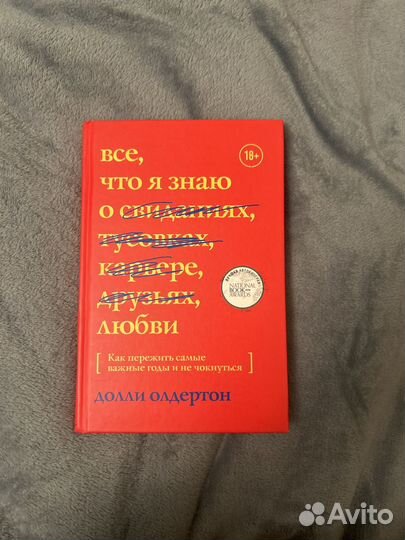 все,
18+
что я знаю
о свиданиях,
тусовках,
карьере,
друзьях,
любви
NATIONAL
BOOK
AWARDS
[ Как пережить самые
важные годы и не чокнуться ]
долли олдертон
Avito